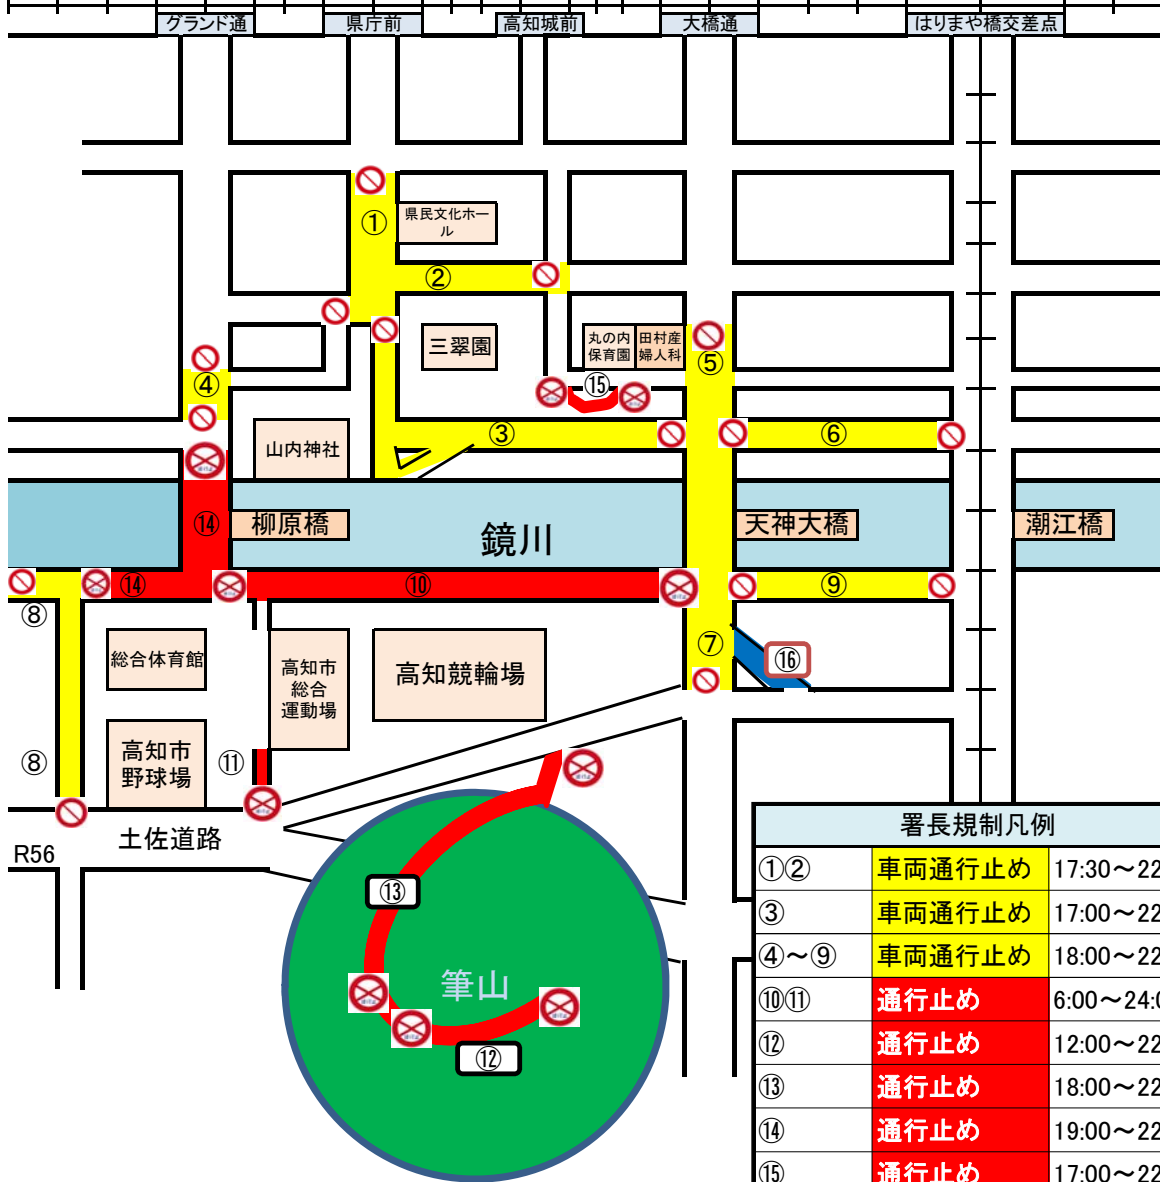 グランド通
県庁前
高知城前
大橋通
はりまや橋交差点
①
県民文化ホー
ル
②
三翠園
丸の内
保育園
田村産
婦人科
⑤
④
⑮
山内神社
③
⑥
⑭
柳原橋
鏡川
天神大橋
潮江橋
⑭
⑩
⑨
⑧
総合体育館
高知市
総合
運動場
高知競輪場
⑦
⑯
⑧
高知市
野球場
⑪
土佐道路
R56
⑬
筆山
⑫
署長規制凡例
①② 車両通行止め 17:30～22
③ 車両通行止め 17:00～22
④～⑨ 車両通行止め 18:00～22
⑩⑪ 通行止め 6:00～24:0
⑫ 通行止め 12:00～22
⑬ 通行止め 18:00～22
⑭ 通行止め 19:00～22
⑮ 通行止め 17:00～22